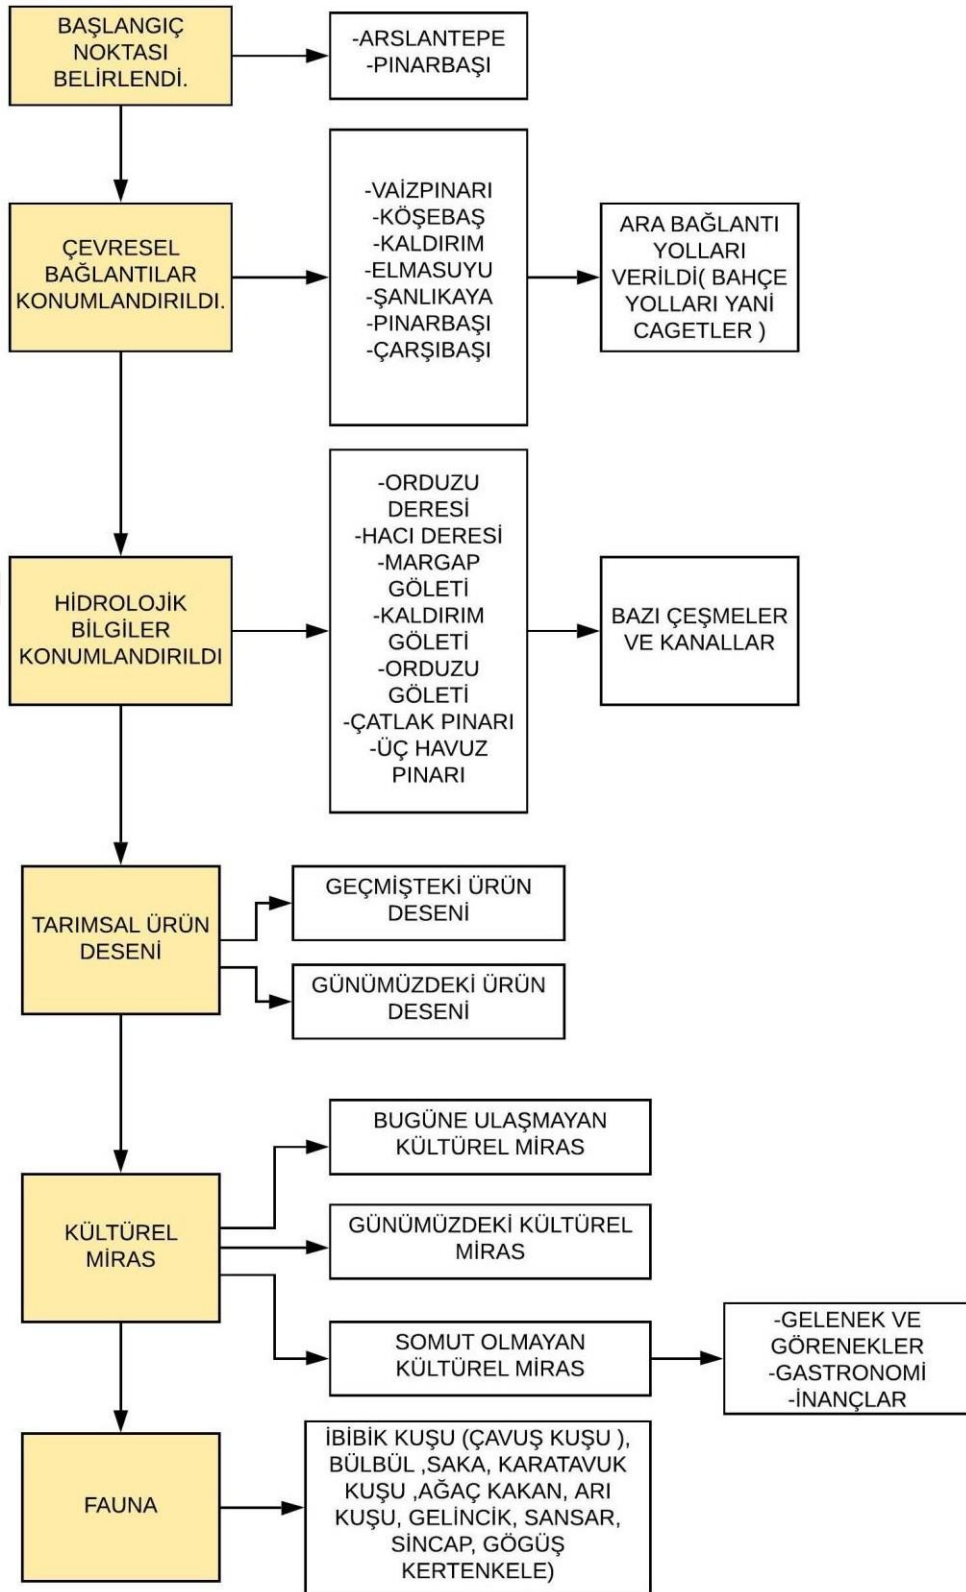 BAŞLANGIÇ
NOKTASI
BELİRLENDİ.
-ARSLANTEPE
-PINARBAŞI
ÇEVRESEL
BAĞLANTILAR
KONUMLANDIRILDI.
-VAİZPINARI
-KÖŞEBAŞ
-KALDIRIM
-ELMASUYU
-ŞANLIKAYA
-PINARBAŞI
-ÇARŞIBAŞI
ARA BAĞLANTI
YOLLARI
VERİLDİ( BAHÇE
YOLLARI YANİ
CAGETLER )
HİDROLOJİK
BİLGİLER
KONUMLANDIRILDI
-ORDUZU
DERESİ
-HACI DERESİ
-MARGAP
GÖLETİ
-KALDIRIM
GÖLETİ
-ORDUZU
GÖLETİ
-ÇATLAK PINARI
-ÜÇ HAVUZ
PINARI
BAZI ÇEŞMELER
VE KANALLAR
TARIMSAL ÜRÜN
DESENİ
GEÇMİŞTEKİ ÜRÜN
DESENİ
GÜNÜMÜZDEKİ ÜRÜN
DESENİ
KÜLTÜREL
MİRAS
BUGÜNE ULAŞMAYAN
KÜLTÜREL MİRAS
GÜNÜMÜZDEKİ KÜLTÜREL
MİRAS
SOMUT OLMAYAN
KÜLTÜREL MİRAS
-GELENEK VE
GÖRENEKLER
-GASTRONOMİ
-İNANÇLAR
FAUNA
İBİBİK KUŞU (ÇAVUŞ KUŞU ),
BÜLBÜL ,SAKA, KARATAVUK
KUŞU ,AĞAÇ KAKAN, ARI
KUŞU, GELİNCİK, SANSAR,
SİNCAP, GÖGÜŞ
KERTENKELE)